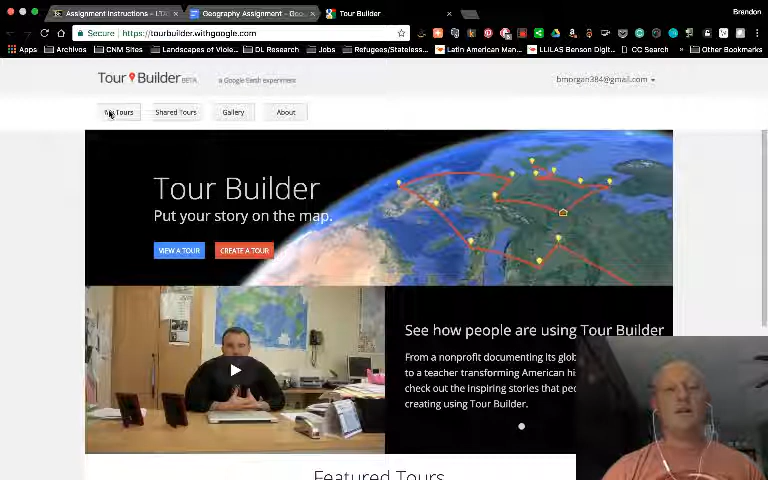 Assignment Instructions – LTA
Geography Assignment – Goo
Tour Builder
Brandon
Secure
https://tourbuilder.withgoogle.com
Apps
Archivos
CNM Sites
Landscapes of Viole...
DL Research
Jobs
Refugees/Stateless...
Latin American Man...
LLILAS Benson Digit...
CC Search
»
Other Bookmarks
Tour Builder BETA
a Google Earth experiment
bmorgan384@gmail.com
My Tours
Shared Tours
Gallery
About
Tour Builder
Put your story on the map.
VIEW A TOUR
CREATE A TOUR
See how people are using Tour Builder
From a nonprofit documenting its glob
to a teacher transforming American hi
check out the inspiring stories that peo
creating using Tour Builder.
Featured Tours